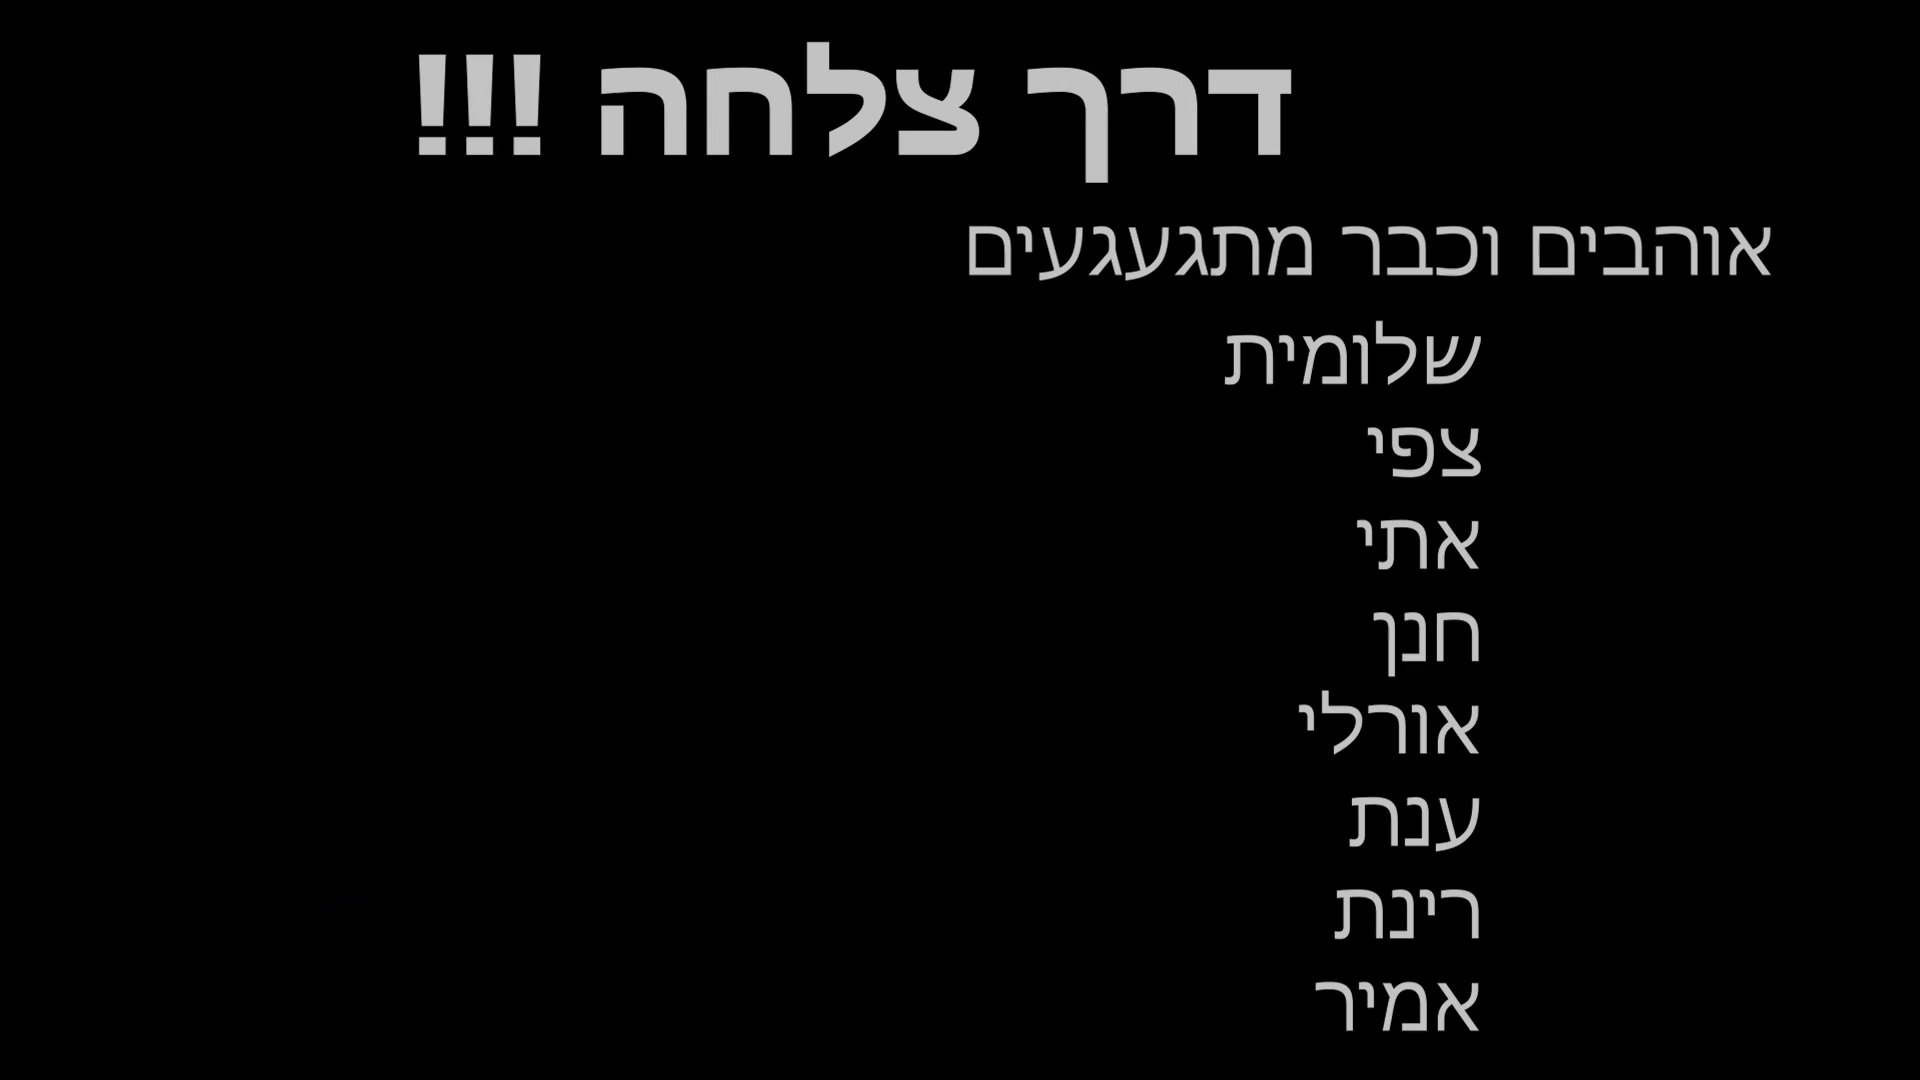 דרך צלחה !!!
אוהבים וכבר מתגעגעים
שלומית
צפי
אתי
חנן
אורלי
ענת
רינת
אמיר